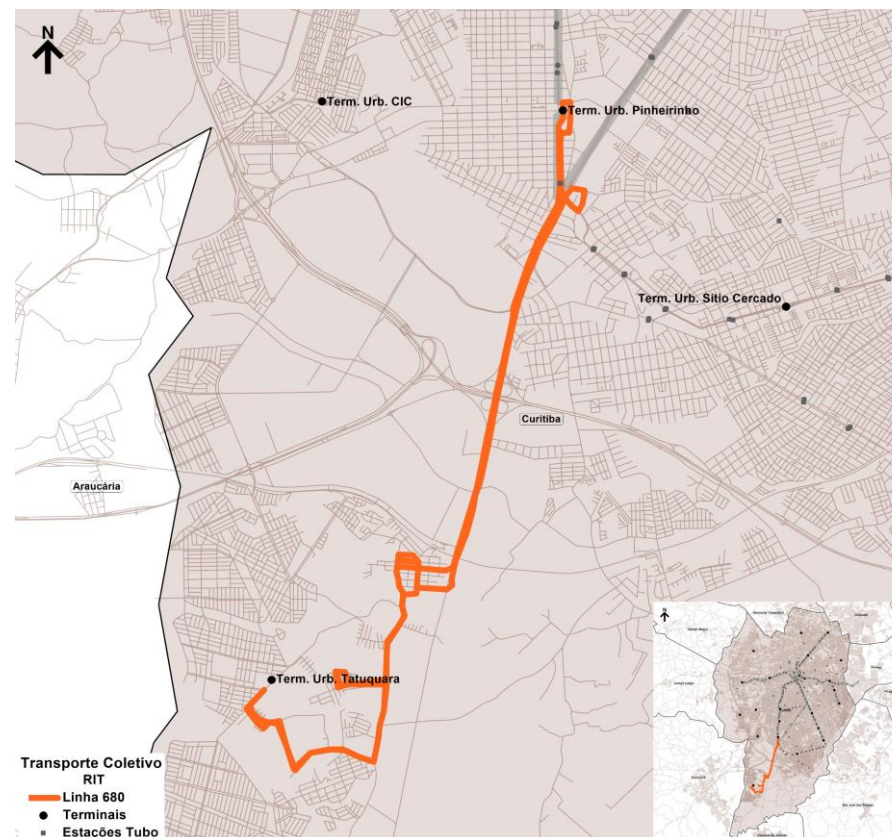 N
Term. Urb. CIC
Term. Urb. Pinheirinho
Term. Urb. Sítio Cercado
Curitiba
Araucária
Term. Urb. Tatuquara
Transporte Coletivo
RIT
Linha 680
Terminais
Estações Tubo
N